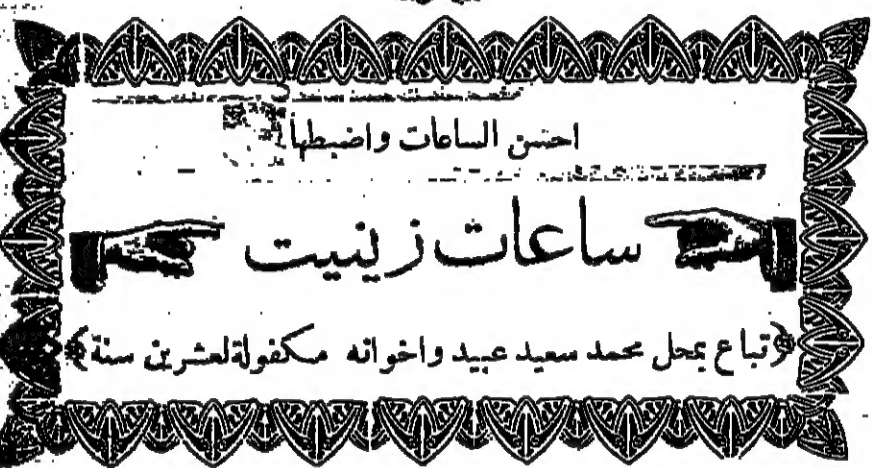 احسن الساعات واضبطها
ساعات زينيت
﴿تباع بمحل محمد سعيد عبيد واخوانه مكفولة لعشرين سنة﴾